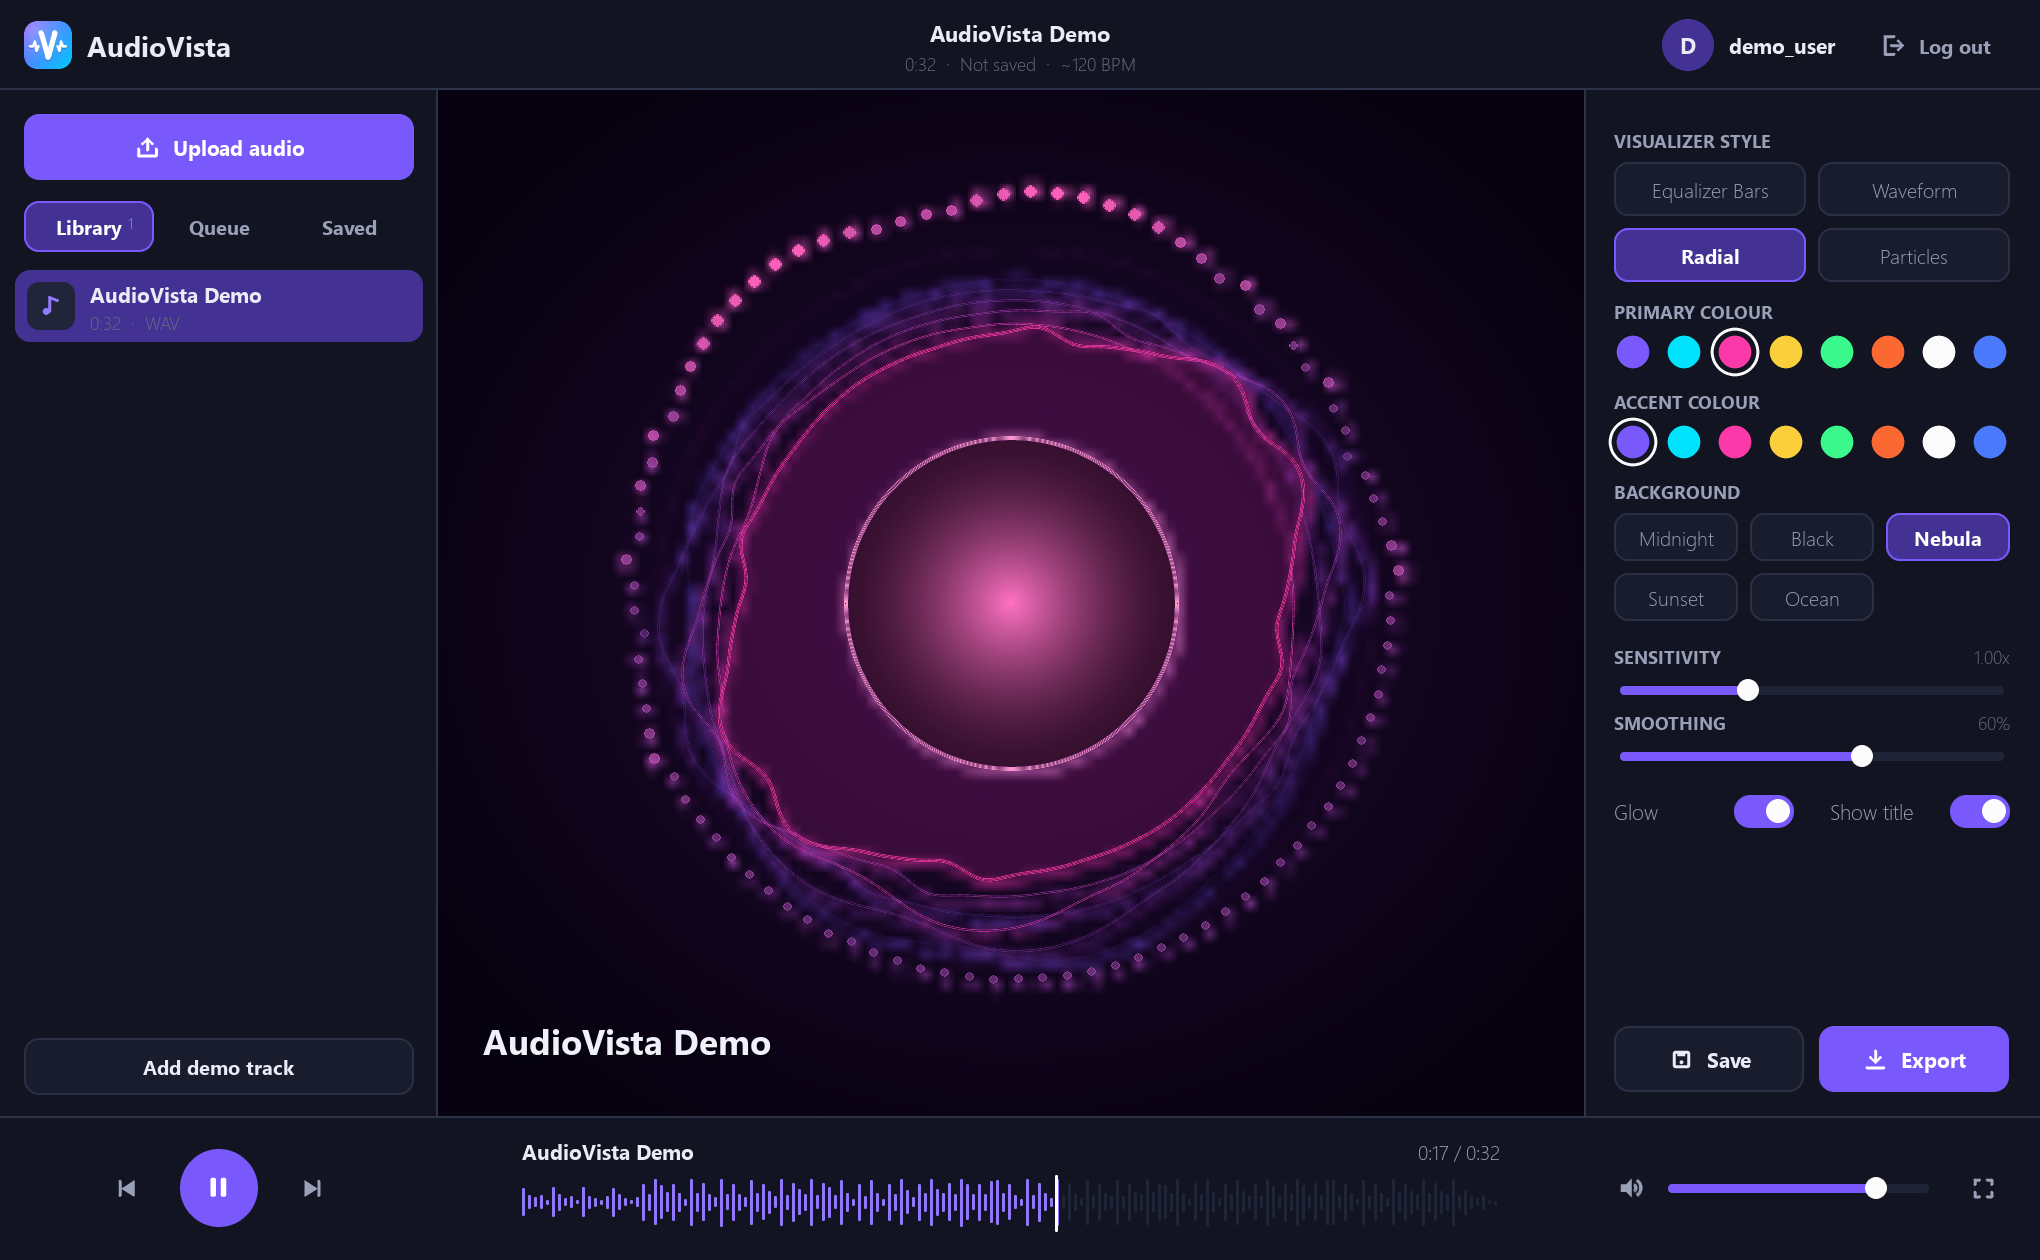 AudioVista
AudioVista Demo
0:32 · Not saved · ~120 BPM
D
demo_user
Log out
Upload audio
Library 1
Queue
Saved
AudioVista Demo
0:32 · WAV
Add demo track
AudioVista Demo
VISUALIZER STYLE
Equalizer Bars
Waveform
Radial
Particles
PRIMARY COLOUR
ACCENT COLOUR
BACKGROUND
Midnight
Black
Nebula
Sunset
Ocean
SENSITIVITY
1.00x
SMOOTHING
60%
Glow
Show title
Save
Export
AudioVista Demo
0:17 / 0:32